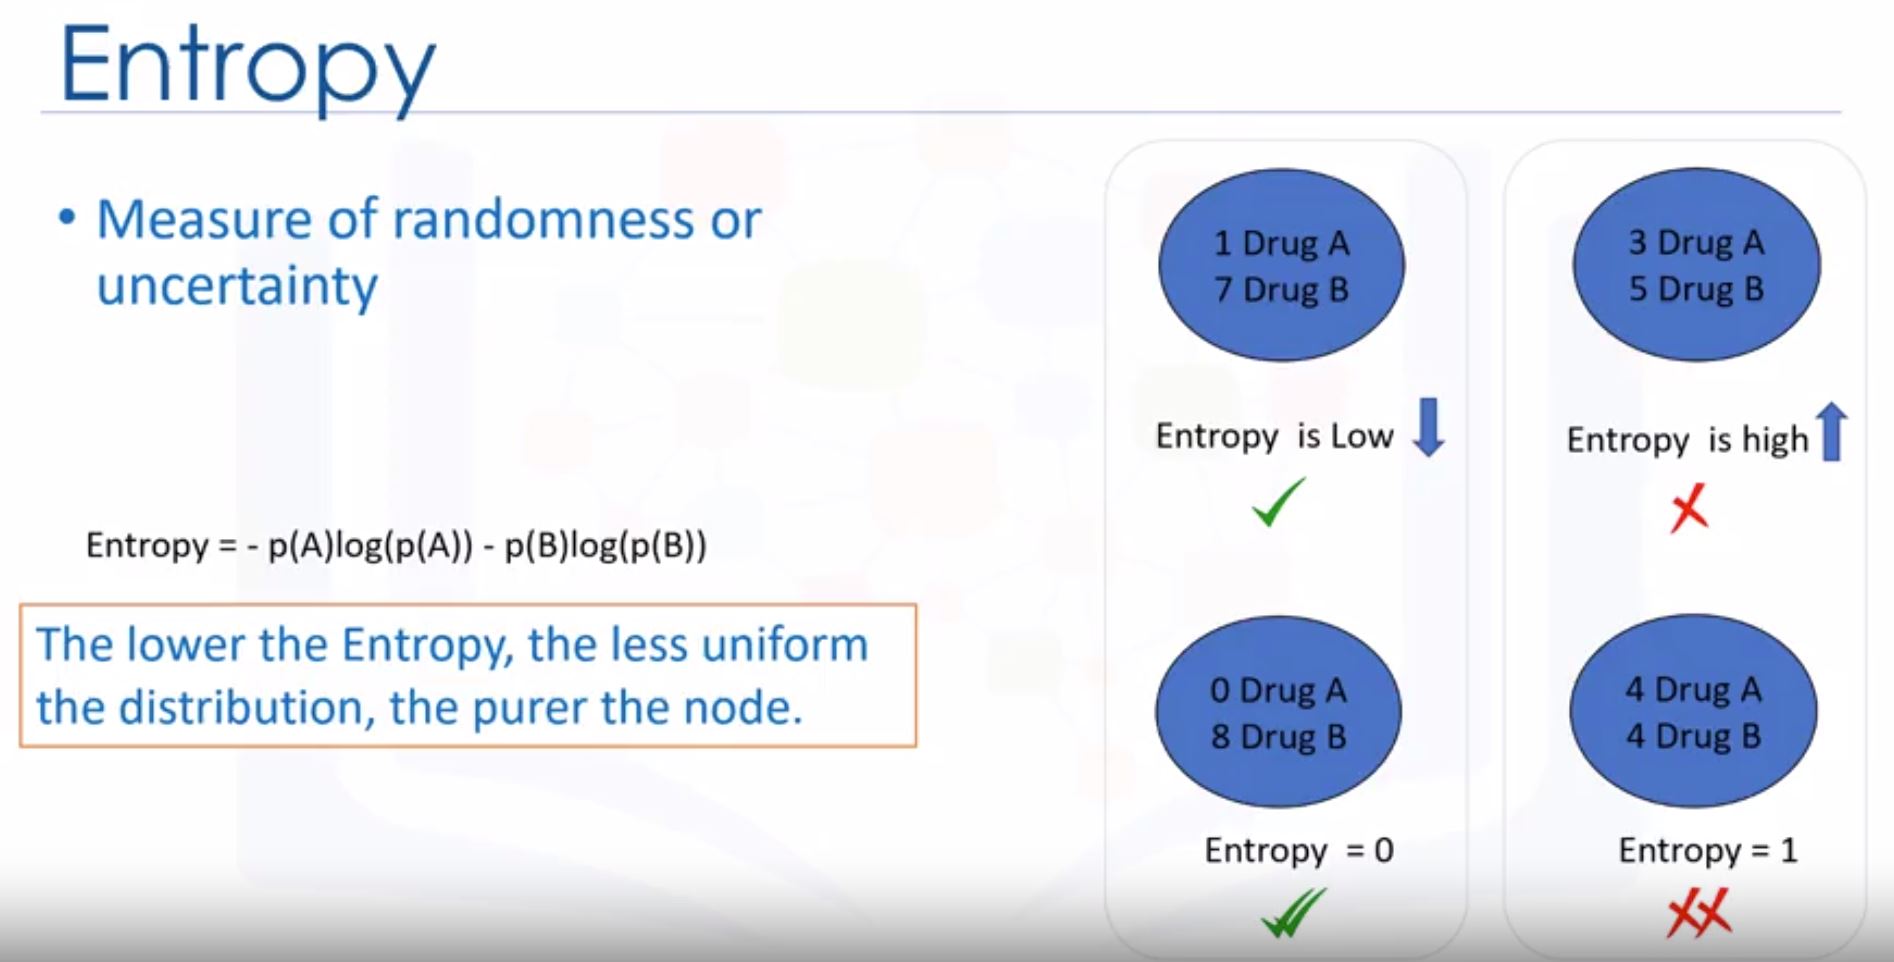 Entropy
• Measure of randomness or
uncertainty
Entropy = - p(A)log(p(A)) - p(B)log(p(B))
The lower the Entropy, the less uniform
the distribution, the purer the node.
1 Drug A
7 Drug B
Entropy is Low
3 Drug A
5 Drug B
Entropy is high
0 Drug A
8 Drug B
Entropy = 0
4 Drug A
4 Drug B
Entropy = 1